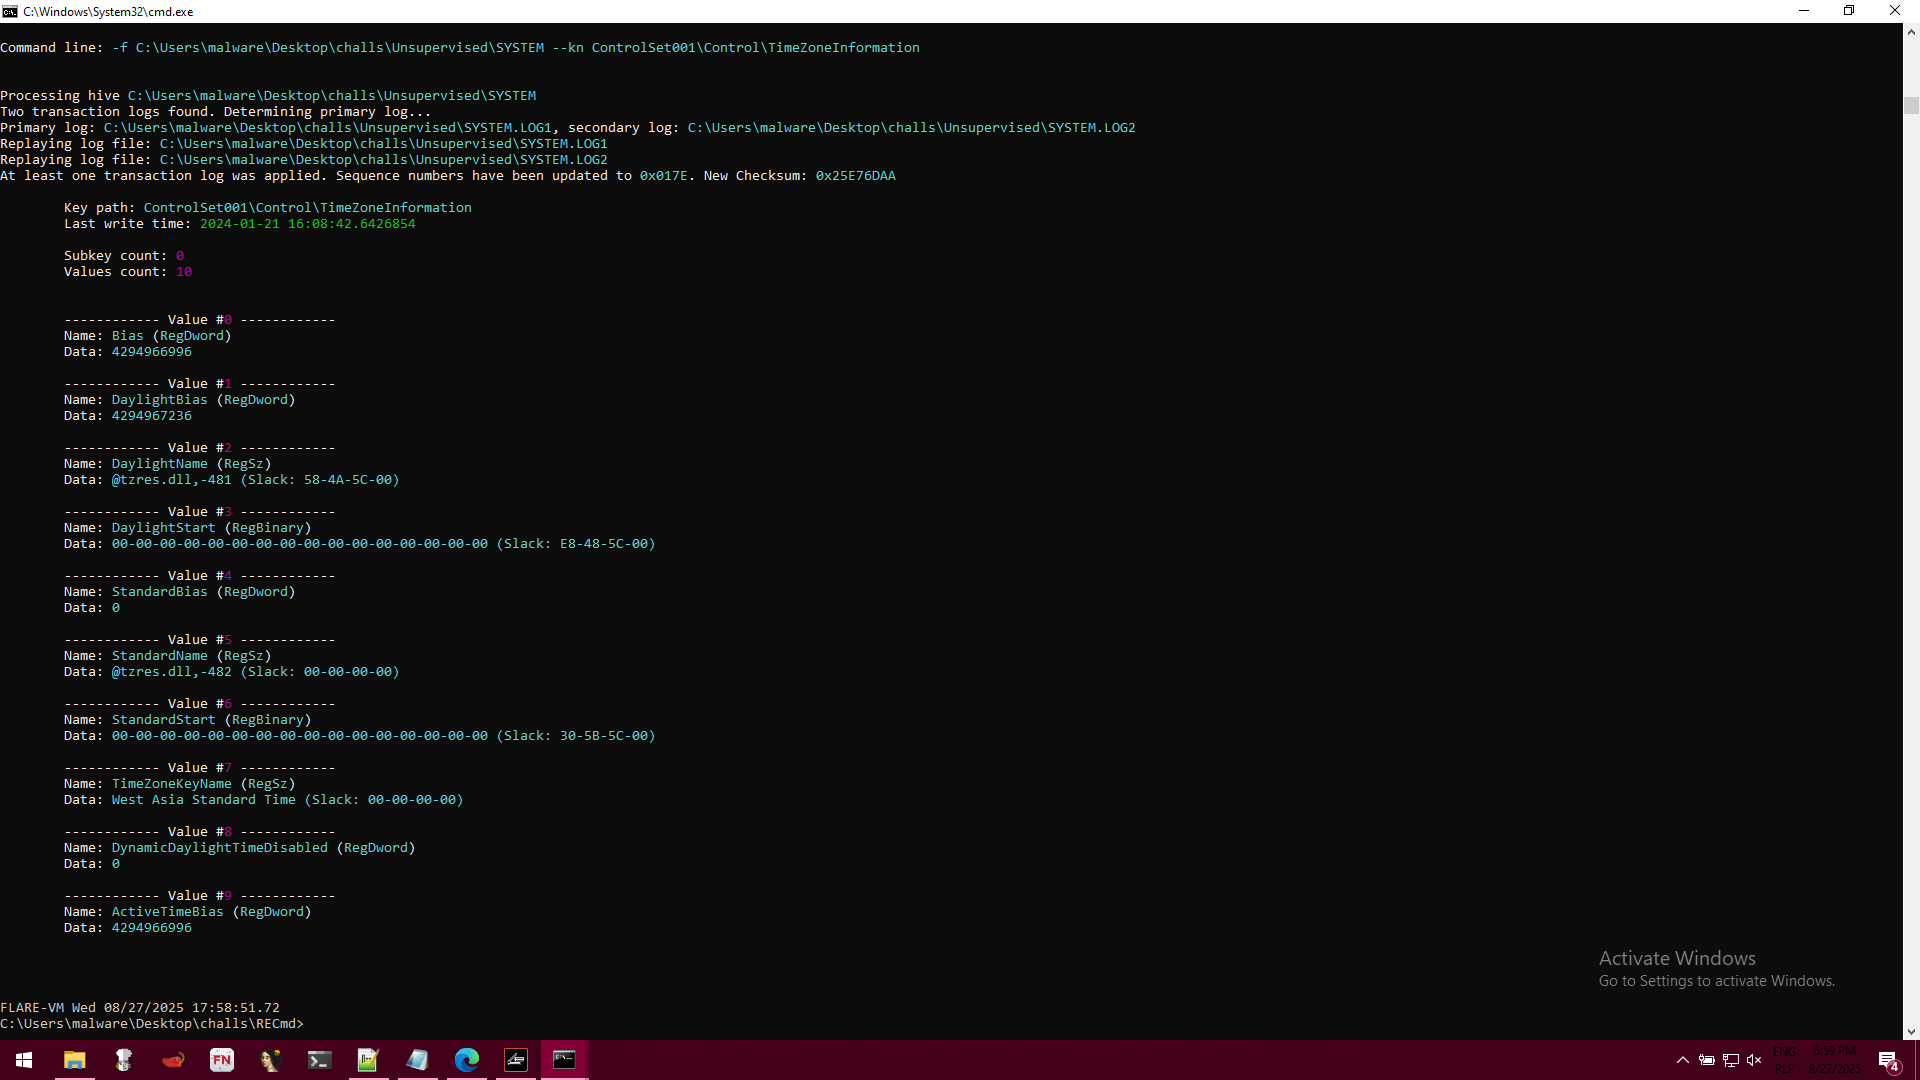 C:\Windows\System32\cmd.exe
Command line: -f C:\Users\malware\Desktop\challs\Unsupervised\SYSTEM --kn ControlSet001\Control\TimeZoneInformation
Processing hive C:\Users\malware\Desktop\challs\Unsupervised\SYSTEM
Two transaction logs found. Determining primary log...
Primary log: C:\Users\malware\Desktop\challs\Unsupervised\SYSTEM.LOG1, secondary log: C:\Users\malware\Desktop\challs\Unsupervised\SYSTEM.LOG2
Replaying log file: C:\Users\malware\Desktop\challs\Unsupervised\SYSTEM.LOG1
Replaying log file: C:\Users\malware\Desktop\challs\Unsupervised\SYSTEM.LOG2
At least one transaction log was applied. Sequence numbers have been updated to 0x017E. New Checksum: 0x25E76DAA
Key path: ControlSet001\Control\TimeZoneInformation
Last write time: 2024-01-21 16:08:42.6426854
Subkey count: 0
Values count: 10
------------ Value #0 ------------
Name: Bias (RegDword)
Data: 4294966996
------------ Value #1 ------------
Name: DaylightBias (RegDword)
Data: 4294967236
------------ Value #2 ------------
Name: DaylightName (RegSz)
Data: @tzres.dll,-481 (Slack: 58-4A-5C-00)
------------ Value #3 ------------
Name: DaylightStart (RegBinary)
Data: 00-00-00-00-00-00-00-00-00-00-00-00-00-00-00-00 (Slack: E8-48-5C-00)
------------ Value #4 ------------
Name: StandardBias (RegDword)
Data: 0
------------ Value #5 ------------
Name: StandardName (RegSz)
Data: @tzres.dll,-482 (Slack: 00-00-00-00)
------------ Value #6 ------------
Name: StandardStart (RegBinary)
Data: 00-00-00-00-00-00-00-00-00-00-00-00-00-00-00-00 (Slack: 30-5B-5C-00)
------------ Value #7 ------------
Name: TimeZoneKeyName (RegSz)
Data: West Asia Standard Time (Slack: 00-00-00-00)
------------ Value #8 ------------
Name: DynamicDaylightTimeDisabled (RegDword)
Data: 0
------------ Value #9 ------------
Name: ActiveTimeBias (RegDword)
Data: 4294966996
Activate Windows
Go to Settings to activate Windows.
FLARE-VM Wed 08/27/2025 17:58:51.72
C:\Users\malware\Desktop\challs\RECmd>
FN
ENG
PLP
5:59 PM
8/27/2025
4